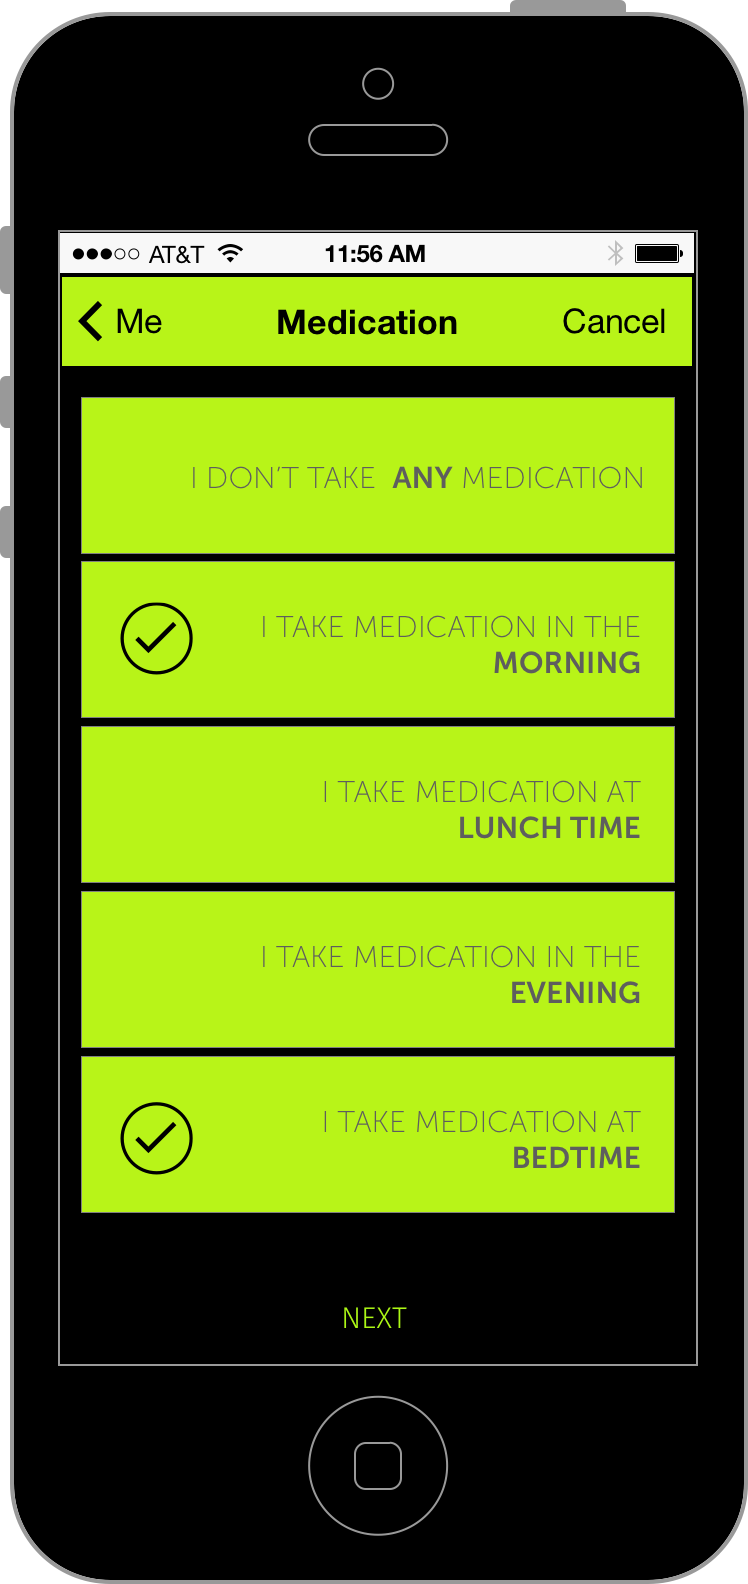 AT&T 11:56 AM
Me Medication Cancel
I DON’T TAKE ANY MEDICATION
I TAKE MEDICATION IN THE
MORNING
I TAKE MEDICATION AT
LUNCH TIME
I TAKE MEDICATION IN THE
EVENING
I TAKE MEDICATION AT
BEDTIME
NEXT